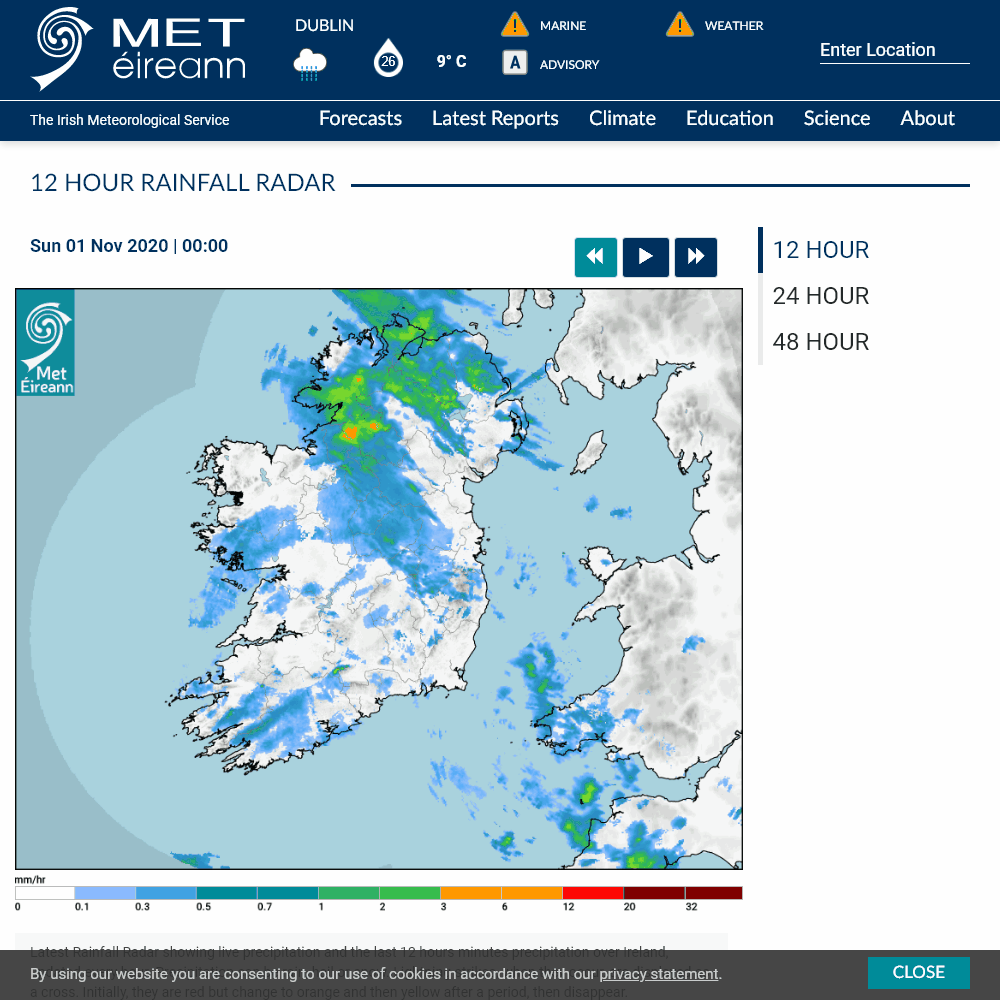 MET
éireann
DUBLIN
26
9° C
MARINE
A
ADVISORY
WEATHER
Enter Location
The Irish Meteorological Service
Forecasts
Latest Reports
Climate
Education
Science
About
12 HOUR RAINFALL RADAR
Sun 01 Nov 2020 | 00:00
12 HOUR
24 HOUR
48 HOUR
Met
Éireann
mm/hr
0 0.1 0.3 0.5 0.7 1 2 3 6 12 20 32
Latest Rainfall Radar showing live precipitation and the last 12 hours minutes precipitation over Ireland,
By using our website you are consenting to our use of cookies in accordance with our privacy statement.
CLOSE
a cross. Initially, they are red but change to orange and then yellow after a period, then disappear.